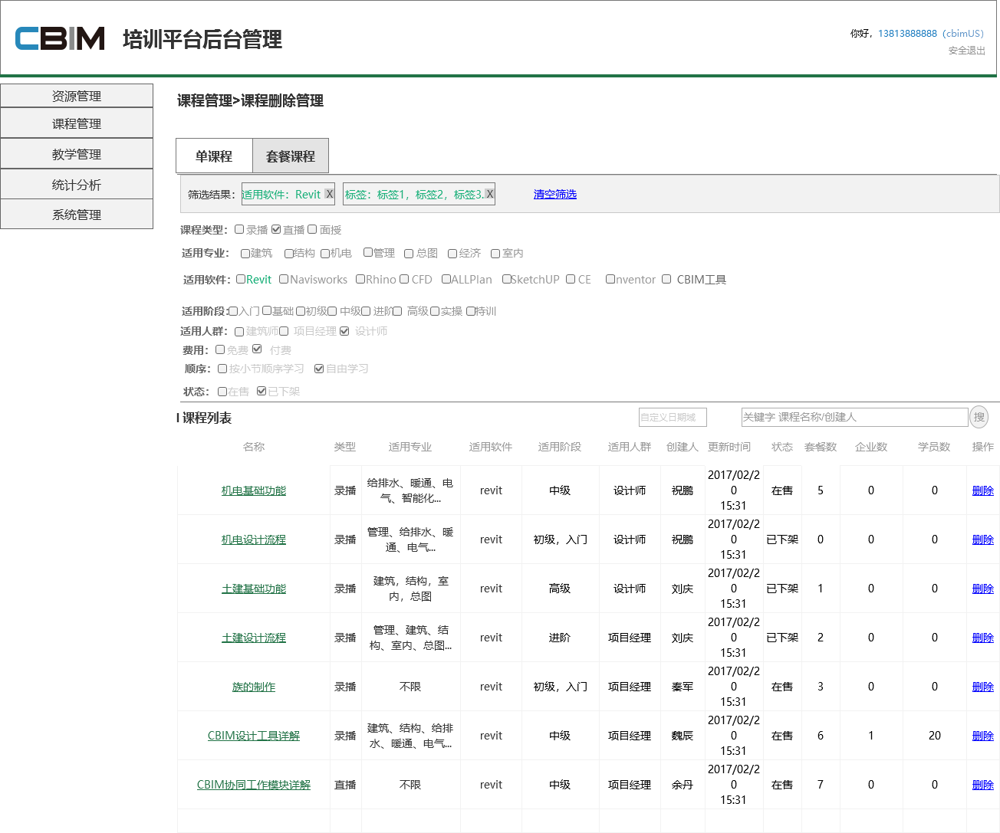 CBIM 培训平台后台管理
你好，13813888888（cbimUS）
安全退出
资源管理
课程管理
教学管理
统计分析
系统管理
课程管理>课程删除管理
单课程 套餐课程
筛选结果： 适用软件：Revit X 标签：标签1，标签2，标签3. X 清空筛选
课程类型： 录播 直播 面授
适用专业： 建筑 结构 机电 管理 总图 经济 室内
适用软件： Revit Navisworks Rhino CFD ALLPlan SketchUP CE nventor CBIM工具
适用阶段: 入门 基础 初级 中级 进阶 高级 实操 特训
适用人群： 建筑师 项目经理 设计师
费用： 免费 付费
顺序： 按小节顺序学习 自由学习
状态： 在售 已下架
I 课程列表 自定义日期域 关键字 课程名称/创建人 搜
名称 类型 适用专业 适用软件 适用阶段 适用人群 创建人 更新时间 状态 套餐数 企业数 学员数 操作
机电基础功能 录播 给排水、暖通、电气、智能化... revit 中级 设计师 祝鹏 2017/02/20 15:31 在售 5 0 0 删除
机电设计流程 录播 管理、给排水、暖通、电气... revit 初级，入门 设计师 祝鹏 2017/02/20 15:31 已下架 0 0 0 删除
土建基础功能 录播 建筑，结构，室内，总图 revit 高级 设计师 刘庆 2017/02/20 15:31 已下架 1 0 0 删除
土建设计流程 录播 管理、建筑、结构、室内、总图... revit 进阶 项目经理 刘庆 2017/02/20 15:31 已下架 2 0 0 删除
族的制作 录播 不限 revit 初级，入门 项目经理 秦军 2017/02/20 15:31 在售 3 0 0 删除
CBIM设计工具详解 录播 建筑、结构、给排水、暖通、电气... revit 中级 项目经理 魏辰 2017/02/20 15:31 在售 6 1 20 删除
CBIM协同工作模块详解 直播 不限 revit 中级 项目经理 余丹 2017/02/20 15:31 在售 7 0 0 删除